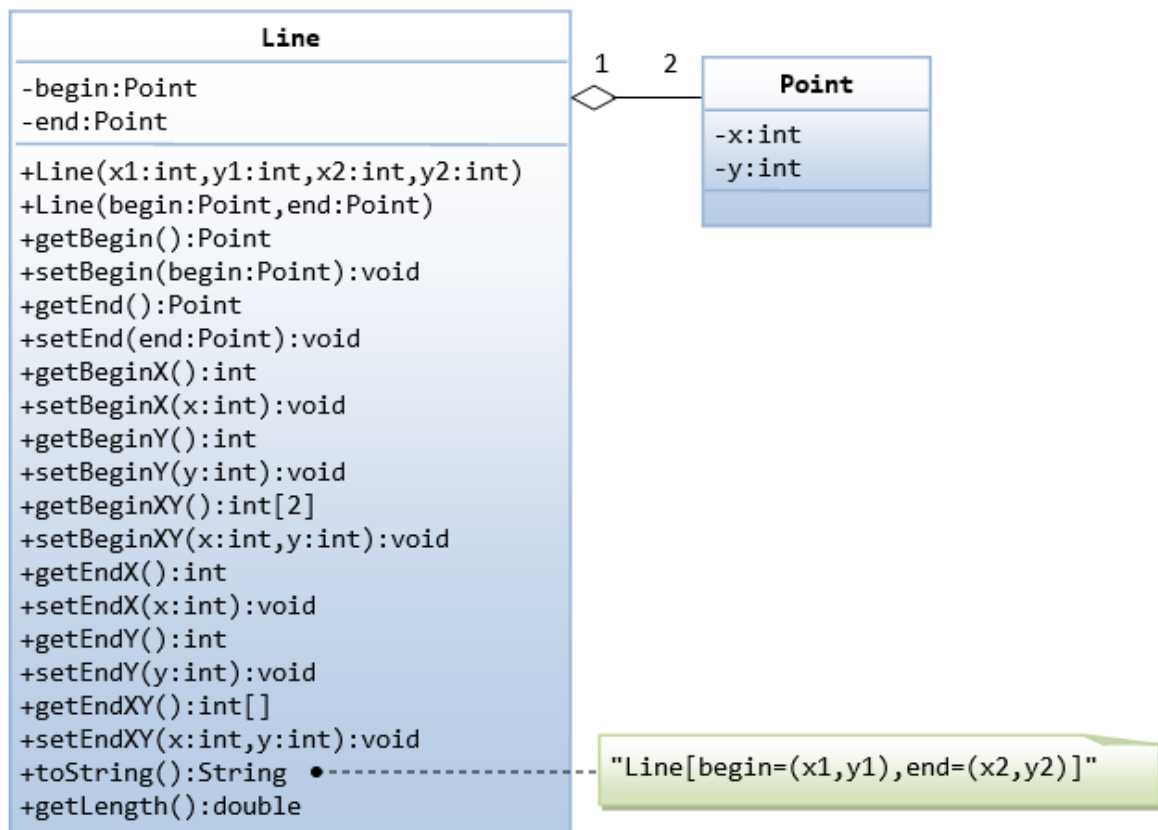 Line
-begin:Point
-end:Point
+Line(x1:int,y1:int,x2:int,y2:int)
+Line(begin:Point,end:Point)
+getBegin():Point
+setBegin(begin:Point):void
+getEnd():Point
+setEnd(end:Point):void
+getBeginX():int
+setBeginX(x:int):void
+getBeginY():int
+setBeginY(y:int):void
+getBeginXY():int[2]
+setBeginXY(x:int,y:int):void
+getEndX():int
+setEndX(x:int):void
+getEndY():int
+setEndY(y:int):void
+getEndXY():int[]
+setEndXY(x:int,y:int):void
+toString():String
+getLength():double
1 2
Point
-x:int
-y:int
"Line[begin=(x1,y1),end=(x2,y2)]"